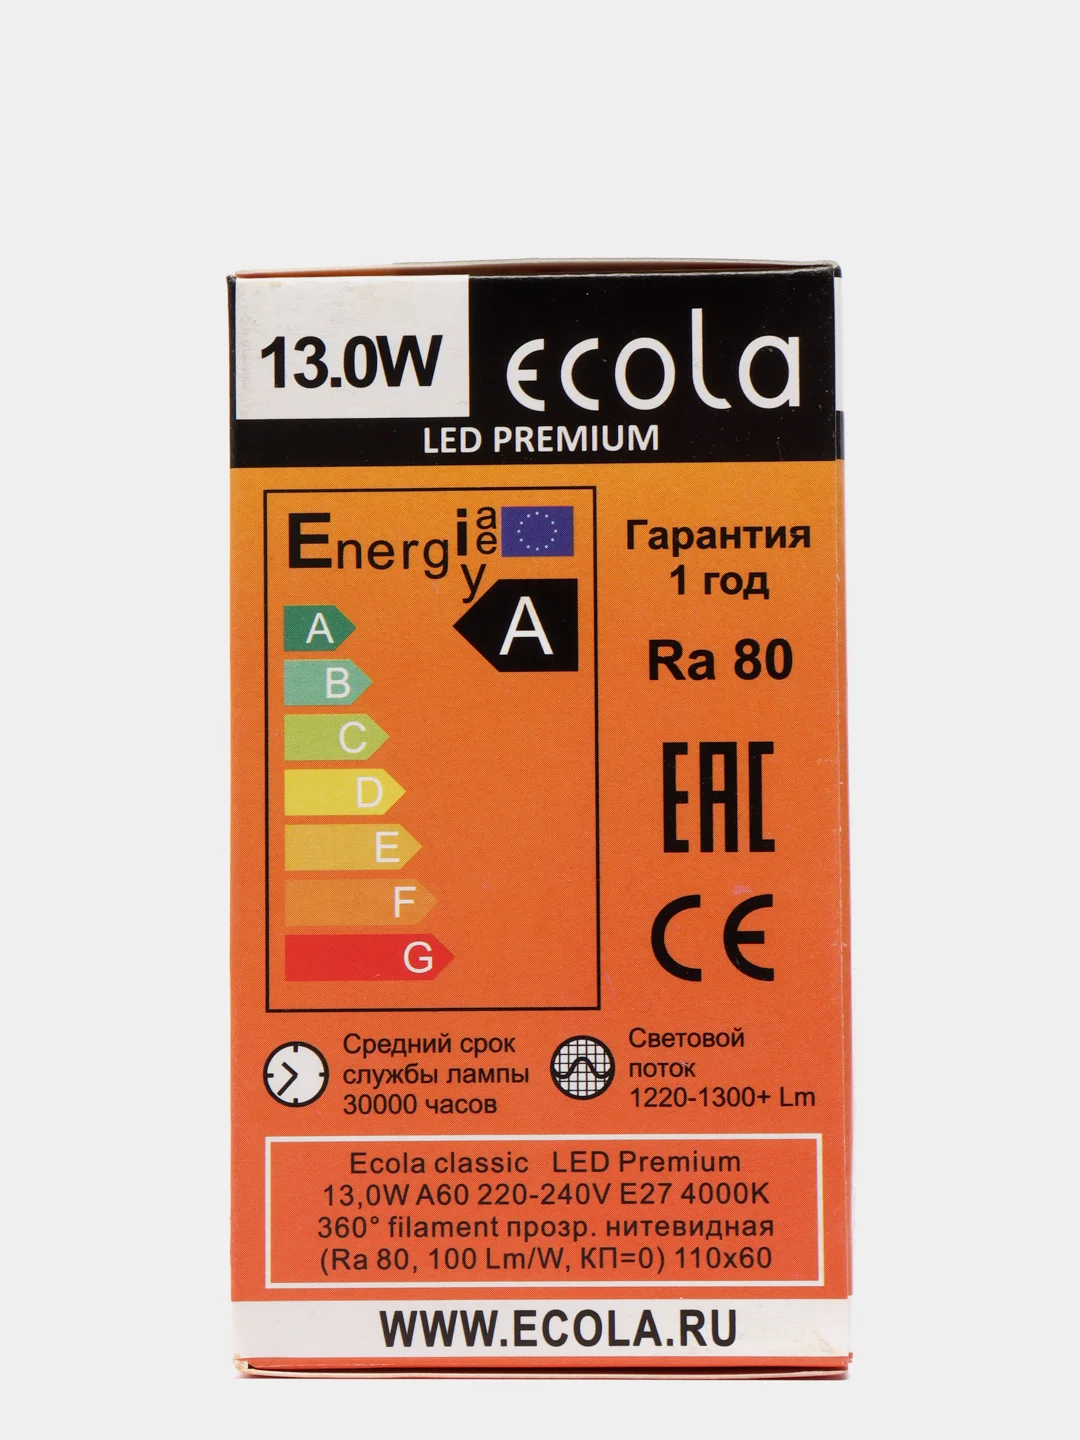 13.0W
ecola
LED PREMIUM
Energi
ae
y
A
A
B
C
D
E
F
G
Гарантия
1 год
Ra 80
EAC
CE
Средний срок
службы лампы
30000 часов
Световой
поток
1220-1300+ Lm
Ecola classic LED Premium
13,0W A60 220-240V E27 4000K
360° filament прозр. нитевидная
(Ra 80, 100 Lm/W, КП=0) 110x60
WWW.ECOLA.RU